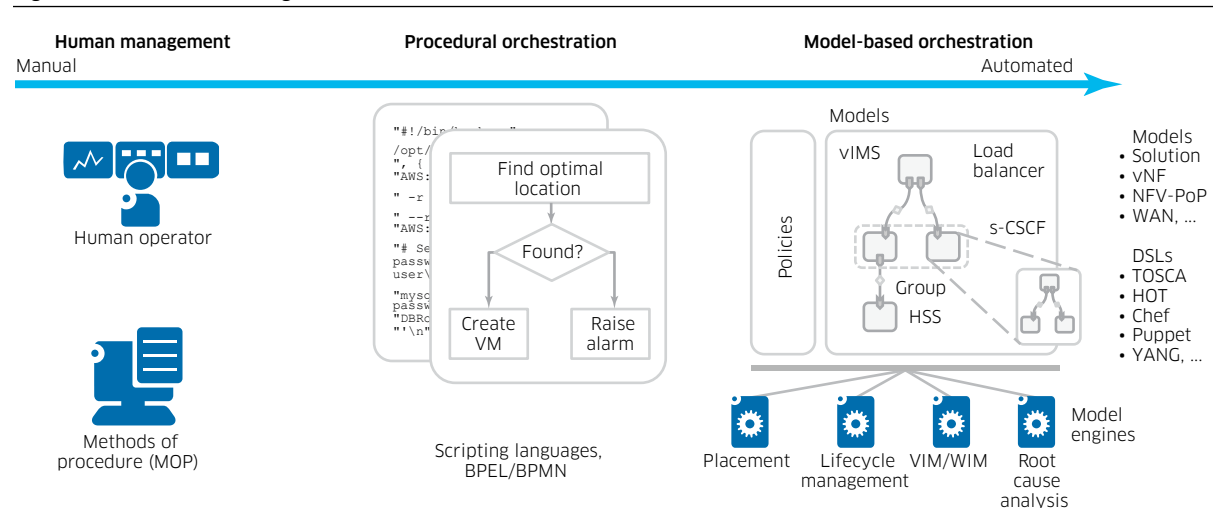 Human management
Procedural orchestration
Model-based orchestration
Manual
Automated
Human operator
Methods of
procedure (MOP)
"#!/bin/
/opt/
", {
"AWS:
" -r
" --r
"AWS:
"# Se
passw
user\
"mysq
passw
"DBRo
"'\n"
Find optimal
location
Found?
Create
VM
Raise
alarm
Scripting languages,
BPEL/BPMN
Models
Policies
vIMS
Load
balancer
s-CSCF
Group
HSS
Models
• Solution
• vNF
• NFV-PoP
• WAN, ...
DSLs
• TOSCA
• HOT
• Chef
• Puppet
• YANG, ...
Model
engines
Placement
Lifecycle
management
VIM/WIM
Root
cause
analysis